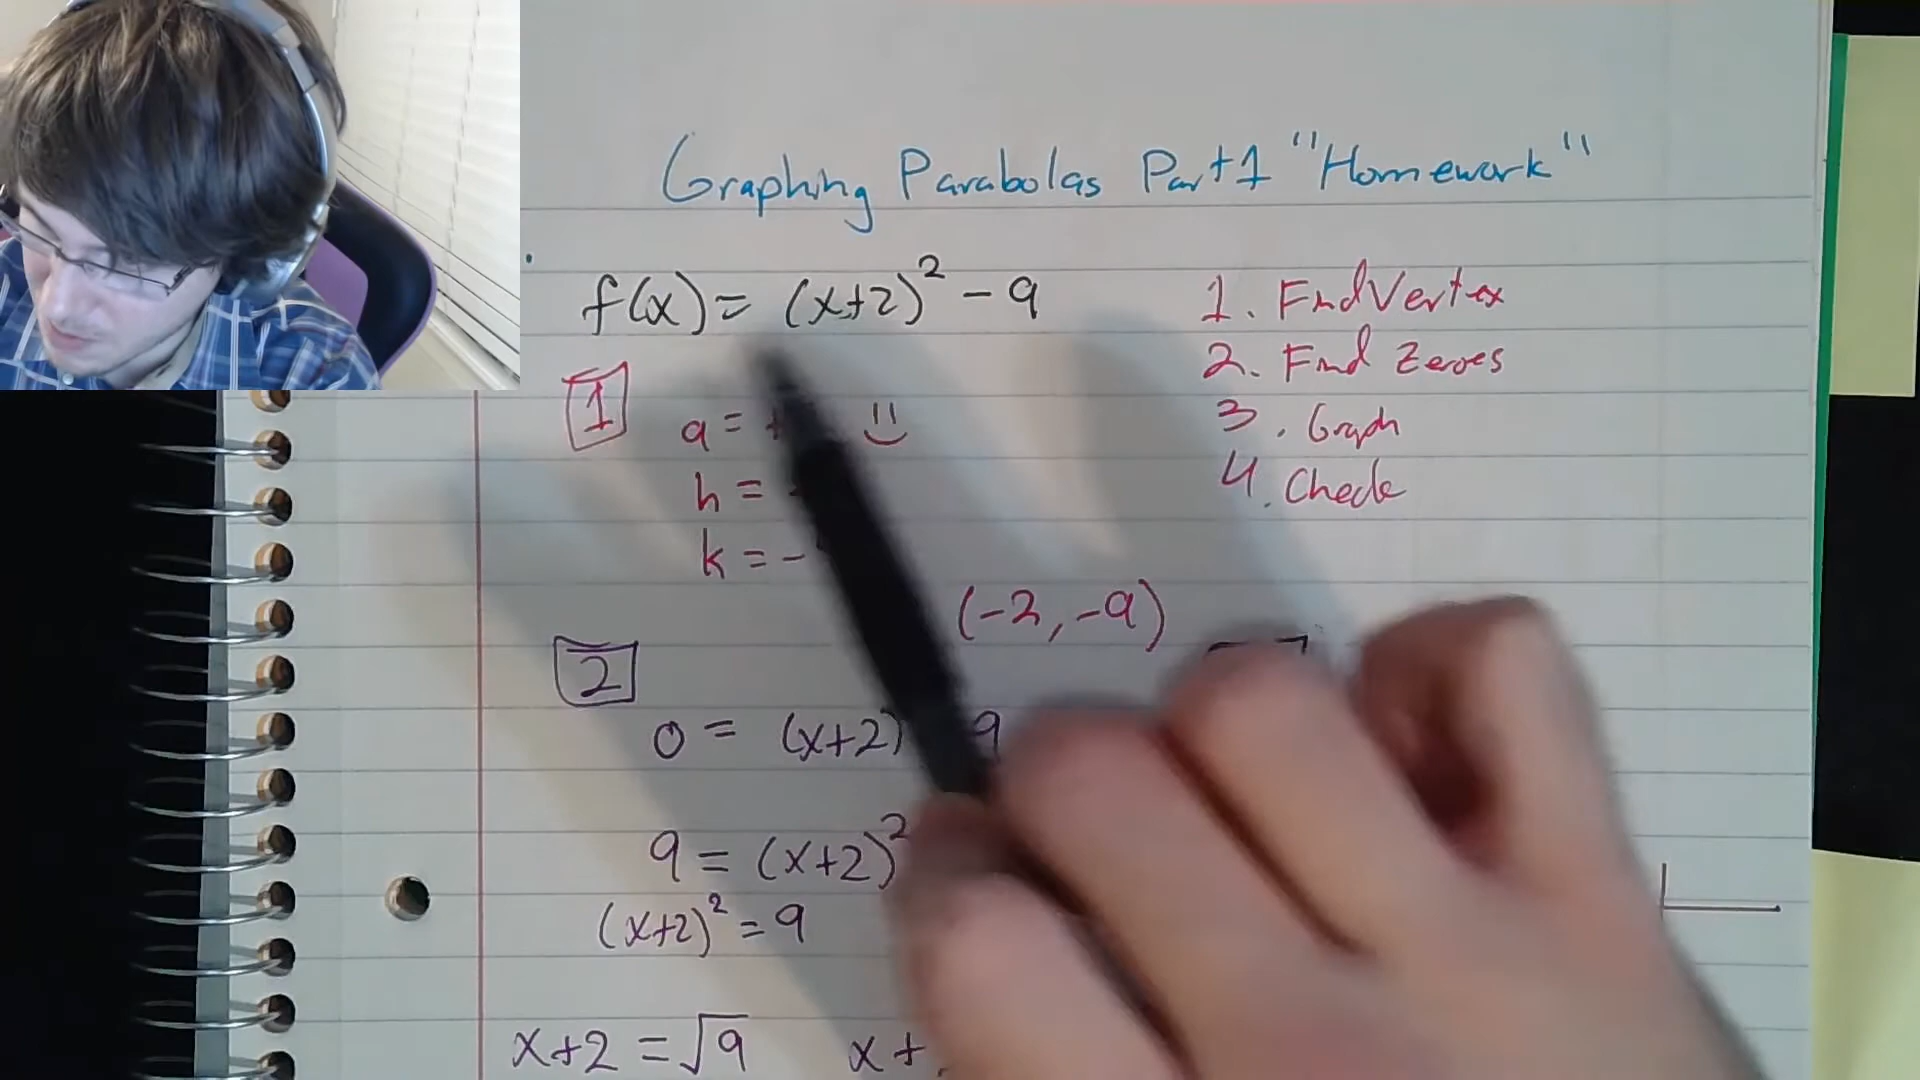 Graphing Parabolas Part 1 "Homework"
f(x) = (x+2)² - 9
1. Find Vertex
2. Find Zeroes
3. Graph
4. Check
1
a =
h =
k = -
(-2, -9)
2
0 = (x+2) 9
9 = (x+2)²
(x+2)² = 9
x+2 = √9 x+